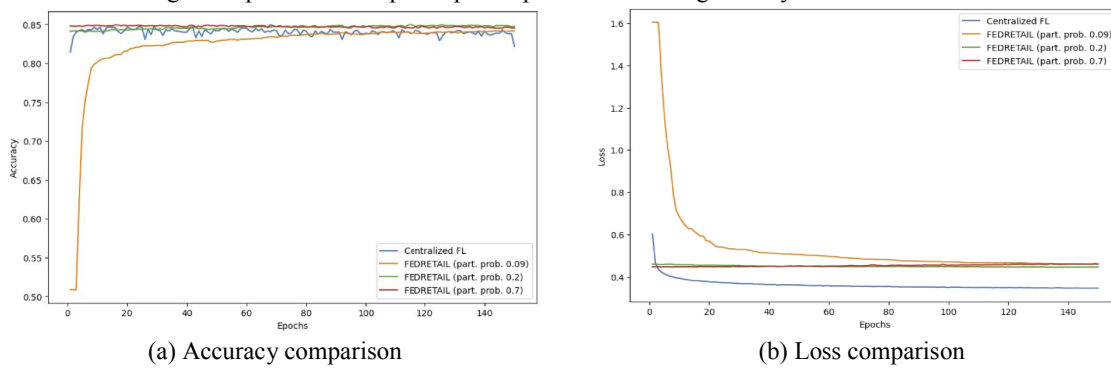 0.85
0.80
0.75
0.70
0.65
0.60
0.55
0.50
Accuracy
0 20 40 60 80 100 120 140
Epochs
Centralized FL
FEDRETAIL (part. prob. 0.09)
FEDRETAIL (part. prob. 0.2)
FEDRETAIL (part. prob. 0.7)
(a) Accuracy comparison
1.6
1.4
1.2
1.0
0.8
0.6
0.4
Loss
0 20 40 60 80 100 120 140
Epochs
Centralized FL
FEDRETAIL (part. prob. 0.09)
FEDRETAIL (part. prob. 0.2)
FEDRETAIL (part. prob. 0.7)
(b) Loss comparison